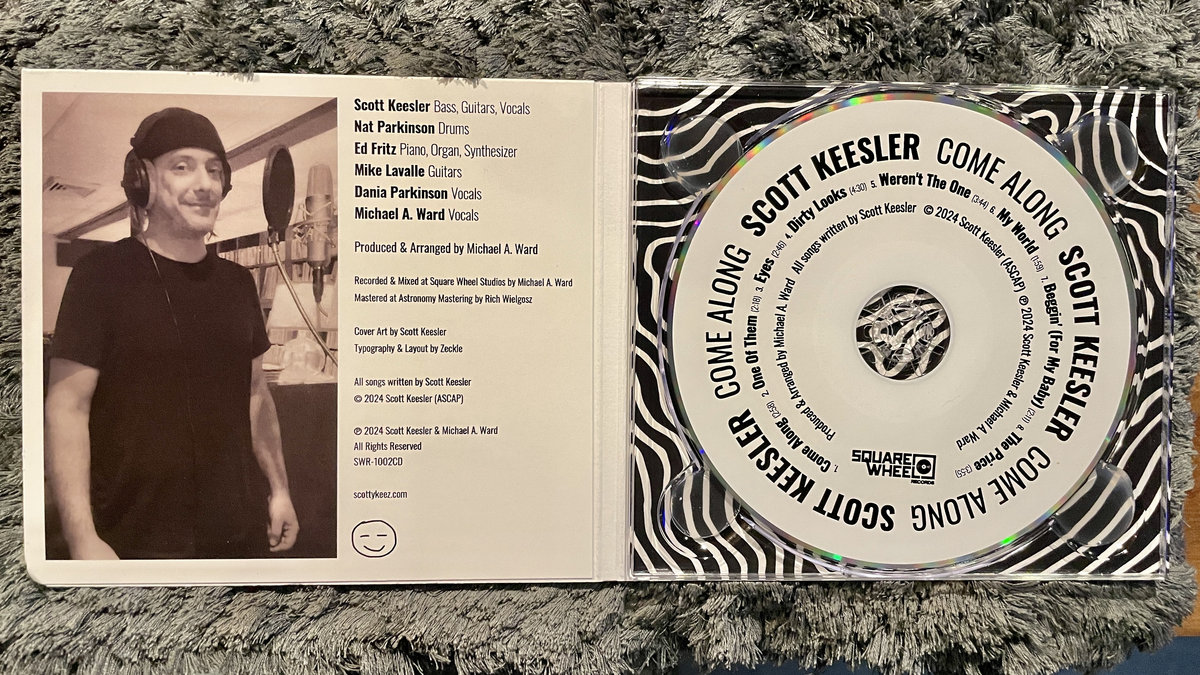 Scott Keesler Bass, Guitars, Vocals
Nat Parkinson Drums
Ed Fritz Piano, Organ, Synthesizer
Mike Lavalle Guitars
Dania Parkinson Vocals
Michael A. Ward Vocals
Produced & Arranged by Michael A. Ward
Recorded & Mixed at Square Wheel Studios by Michael A. Ward
Mastered at Astronomy Mastering by Rich Wielgosz
Cover Art by Scott Keesler
Typography & Layout by Zeckle
All songs written by Scott Keesler
© 2024 Scott Keesler (ASCAP)
℗ 2024 Scott Keesler & Michael A. Ward
All Rights Reserved
SWR-1002CD
scottykeez.com
SCOTT KEESLER COME ALONG SCOTT KEESLER COME ALONG SCOTT KEESLER COME ALONG
1. Come Along (2:58) 2. One Of Them (2:18) 3. Eyes (2:46) 4. Dirty Looks (4:30) 5. Weren't The One (3:44) 6. My World (1:59) 7. Beggin' (For My Baby) (2:11) 8. The Price (3:55)
Produced & Arranged by Michael A. Ward All songs written by Scott Keesler © 2024 Scott Keesler (ASCAP) ℗ 2024 Scott Keesler & Michael A. Ward
SQUARE
WHEEL
RECORDS